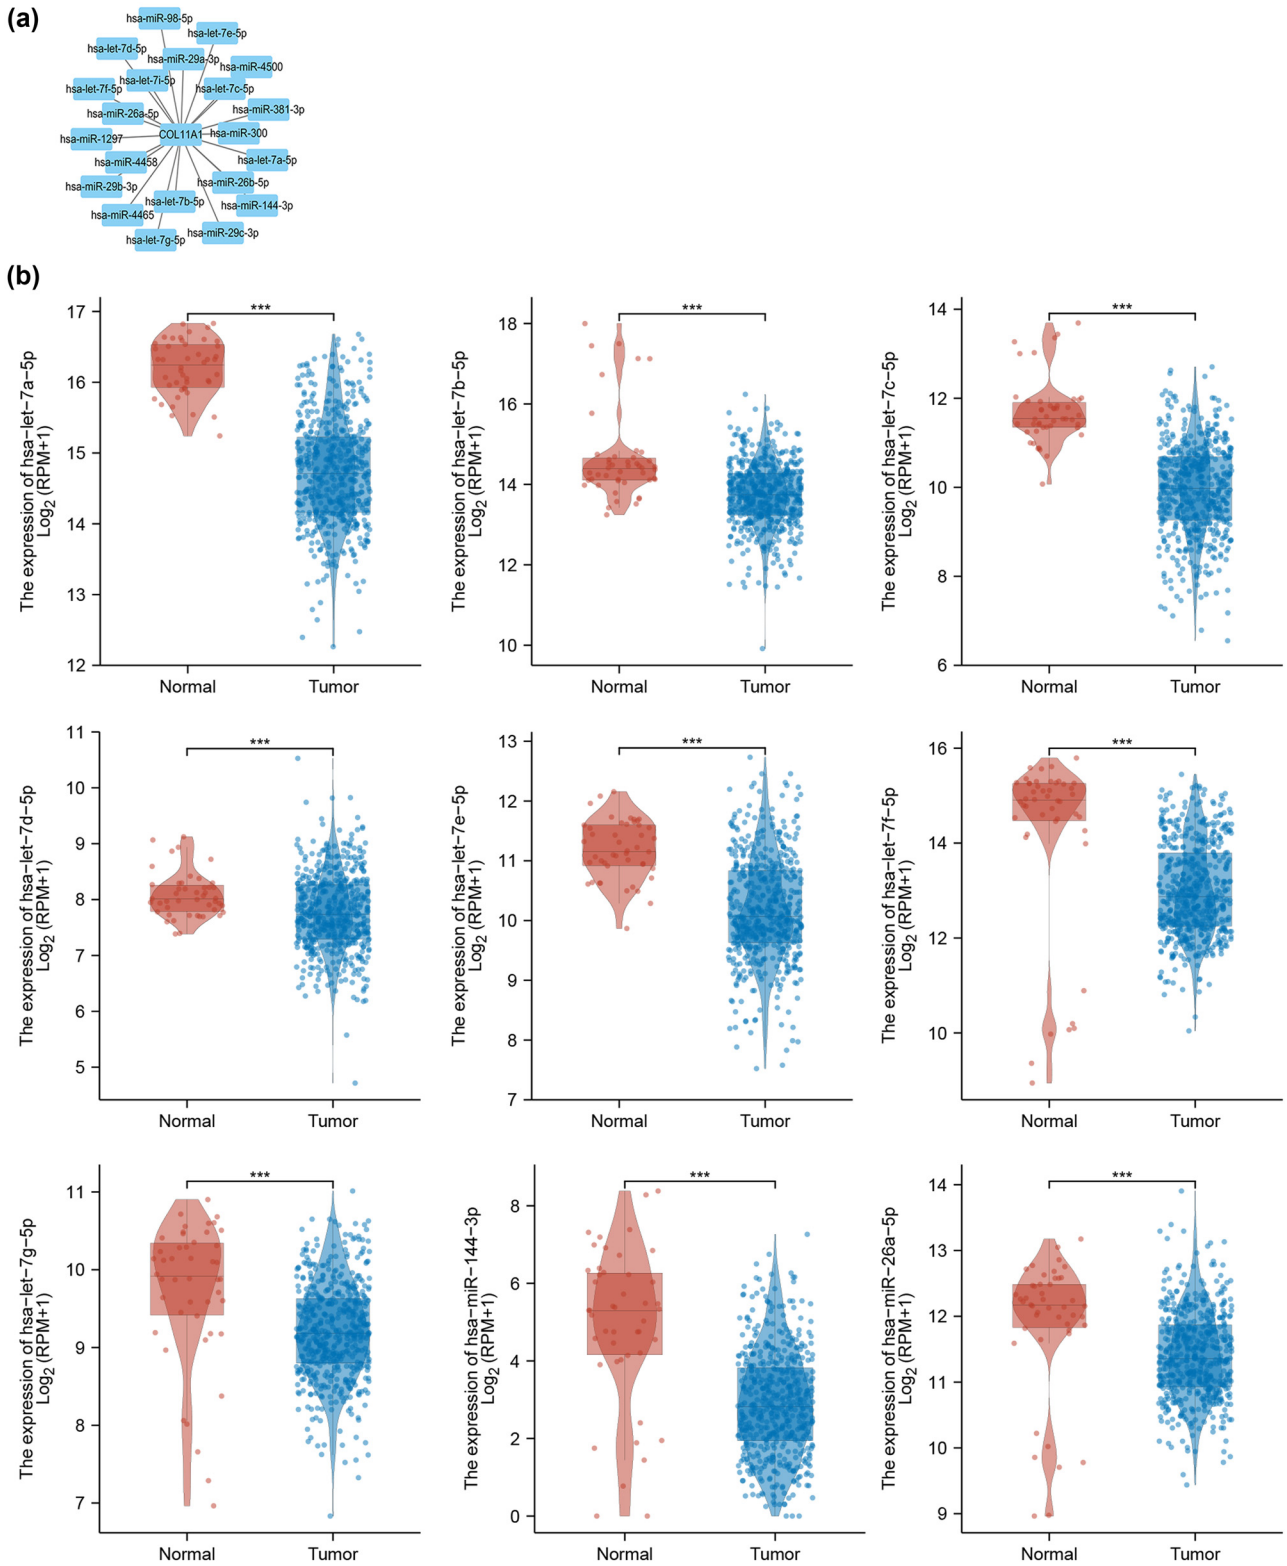 (a)
hsa-miR-98-5p
hsa-let-7e-5p
hsa-let-7d-5p
hsa-miR-29a-3p
hsa-miR-4500
hsa-let-7i-5p
hsa-let-7f-5p
hsa-let-7c-5p
hsa-miR-26a-5p
hsa-miR-381-3p
hsa-miR-1297
COL11A1
hsa-miR-300
hsa-miR-4458
hsa-let-7a-5p
hsa-miR-29b-3p
hsa-miR-26b-5p
hsa-let-7b-5p
hsa-miR-144-3p
hsa-miR-4465
hsa-let-7g-5p
hsa-miR-29c-3p
(b)
The expression of hsa−let−7a−5p
Log2 (RPM+1)
17
16
15
14
13
12
***
Normal Tumor
The expression of hsa−let−7b−5p
Log2 (RPM+1)
18
16
14
12
10
***
Normal Tumor
The expression of hsa−let−7c−5p
Log2 (RPM+1)
14
12
10
8
6
***
Normal Tumor
The expression of hsa−let−7d−5p
Log2 (RPM+1)
11
10
9
8
7
6
5
***
Normal Tumor
The expression of hsa−let−7e−5p
Log2 (RPM+1)
13
12
11
10
9
8
7
***
Normal Tumor
The expression of hsa−let−7f−5p
Log2 (RPM+1)
16
14
12
10
***
Normal Tumor
The expression of hsa−let−7g−5p
Log2 (RPM+1)
11
10
9
8
7
***
Normal Tumor
The expression of hsa−miR−144−3p
Log2 (RPM+1)
8
6
4
2
0
***
Normal Tumor
The expression of hsa−miR−26a−5p
Log2 (RPM+1)
14
13
12
11
10
9
***
Normal Tumor